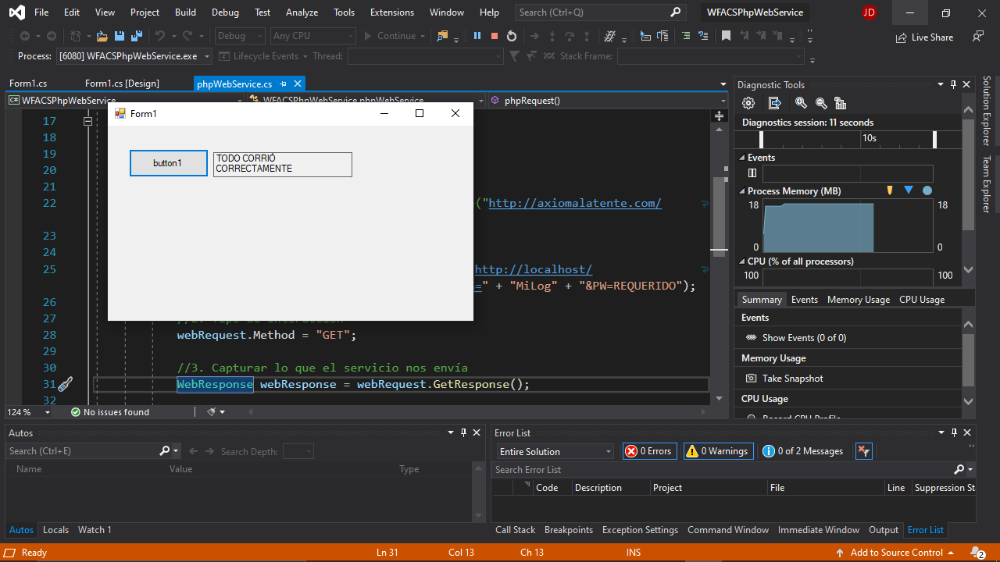 File Edit View Project Build Debug Test Analyze Tools Extensions Window Help Search (Ctrl+Q) WFACSPhpWebService JD
Debug Any CPU Continue Live Share
Process: [6080] WFACSPhpWebService.exe Lifecycle Events Thread: Stack Frame:
Form1.cs Form1.cs [Design] phpWebService.cs
C# WFACSPhpWebService WFACSPhpWebService.phpWebService phpRequest()
Form1
button1 TODO CORRIÓ
CORRECTAMENTE
17
18
19
20
21
22 ("http://axiomalatente.com/
23
24
25 http://localhost/
=" + "MiLog" + "&PW=REQUERIDO");
26
27 //2. Tipo de interacción
28 webRequest.Method = "GET";
29
30 //3. Capturar lo que el servicio nos envía
31 WebResponse webResponse = webRequest.GetResponse();
32
124 % No issues found
Diagnostic Tools
Diagnostics session: 11 seconds
10s
Events
Process Memory (MB)
18 18
0 0
CPU (% of all processors)
100 100
Summary Events Memory Usage CPU Usage
Events
Show Events (0 of 0)
Memory Usage
Take Snapshot
CPU Usage
Record CPU Profile
Solution Explorer
Team Explorer
Autos
Search (Ctrl+E) Search Depth:
Name Value Type
Autos Locals Watch 1
Error List
Entire Solution 0 Errors 0 Warnings 0 of 2 Messages
Search Error List
Code Description Project File Line Suppression St
Call Stack Breakpoints Exception Settings Command Window Immediate Window Output Error List
Ready Ln 31 Col 13 Ch 13 INS Add to Source Control 2